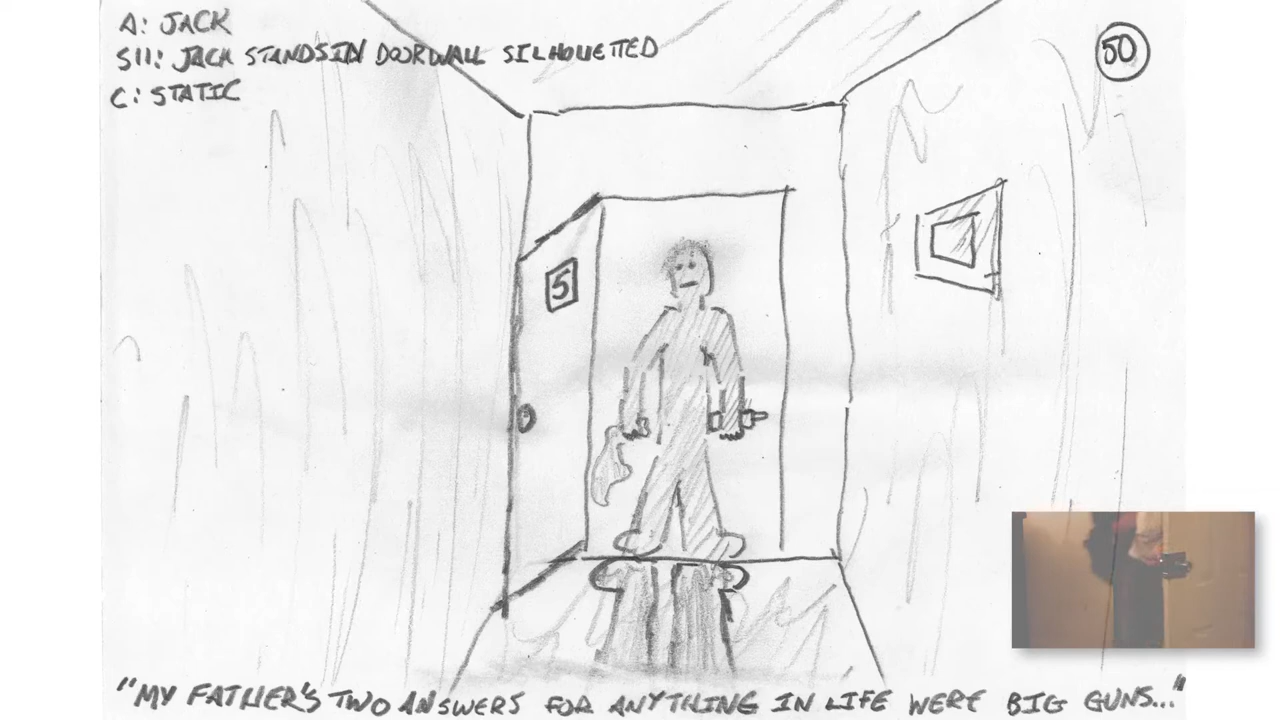 A: JACK
S11: JACK STANDS IN DOORWALL SILHOUETTED
C: STATIC
50
5
"MY FATHER'S TWO ANSWERS FOR ANYTHING IN LIFE WERE BIG GUNS..."